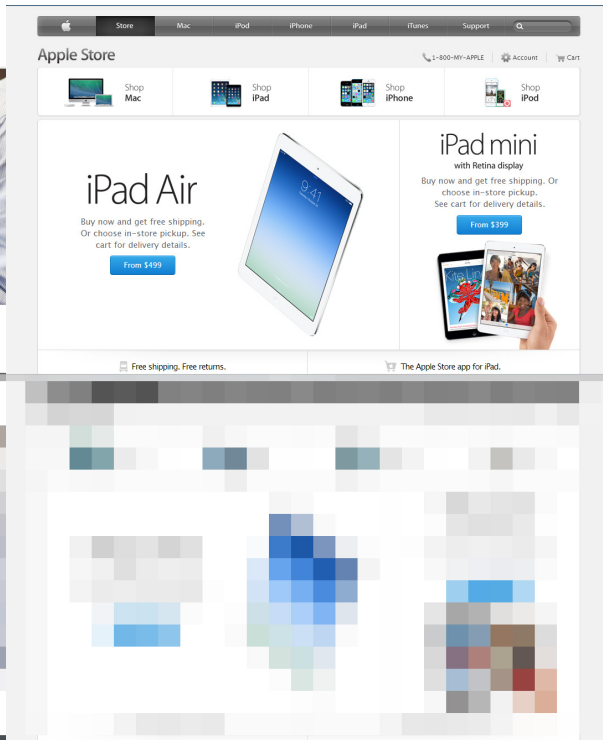 Store Mac iPod iPhone iPad iTunes Support
Apple Store
1-800-MY-APPLE Account Cart
Shop
Mac
Shop
iPad
Shop
iPhone
Shop
iPod
iPad Air
Buy now and get free shipping.
Or choose in-store pickup. See
cart for delivery details.
From $499
9:41
iPad mini
with Retina display
Buy now and get free shipping. Or
choose in-store pickup.
See cart for delivery details.
From $399
Free shipping. Free returns.
The Apple Store app for iPad.